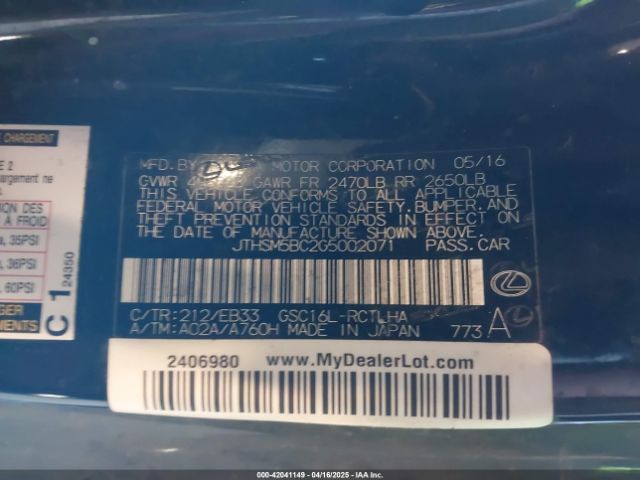 E CHARGEMENT
E 2
chargement ne
ION DES
À FROID
a, 35PSI
a, 36PSI
, 60PSI
C 1 24350
MFD. BY MOTOR CORPORATION 05/16
GVWR GAWR FR 2470LB RR 2650LB
THIS VEHICLE CONFORMS TO ALL APPLICABLE
FEDERAL MOTOR VEHICLE SAFETY, BUMPER, AND
THEFT PREVENTION STANDARDS IN EFFECT ON
THE DATE OF MANUFACTURE SHOWN ABOVE.
JTHSM5BC2G5002071 PASS.CAR
C/TR:212/EB33 GSC16L-RCTLHA
A/TM:A02A/A760H MADE IN JAPAN 773 A
2406980 www.MyDealerLot.com
000-42041149 - 04/16/2025 - IAA Inc.